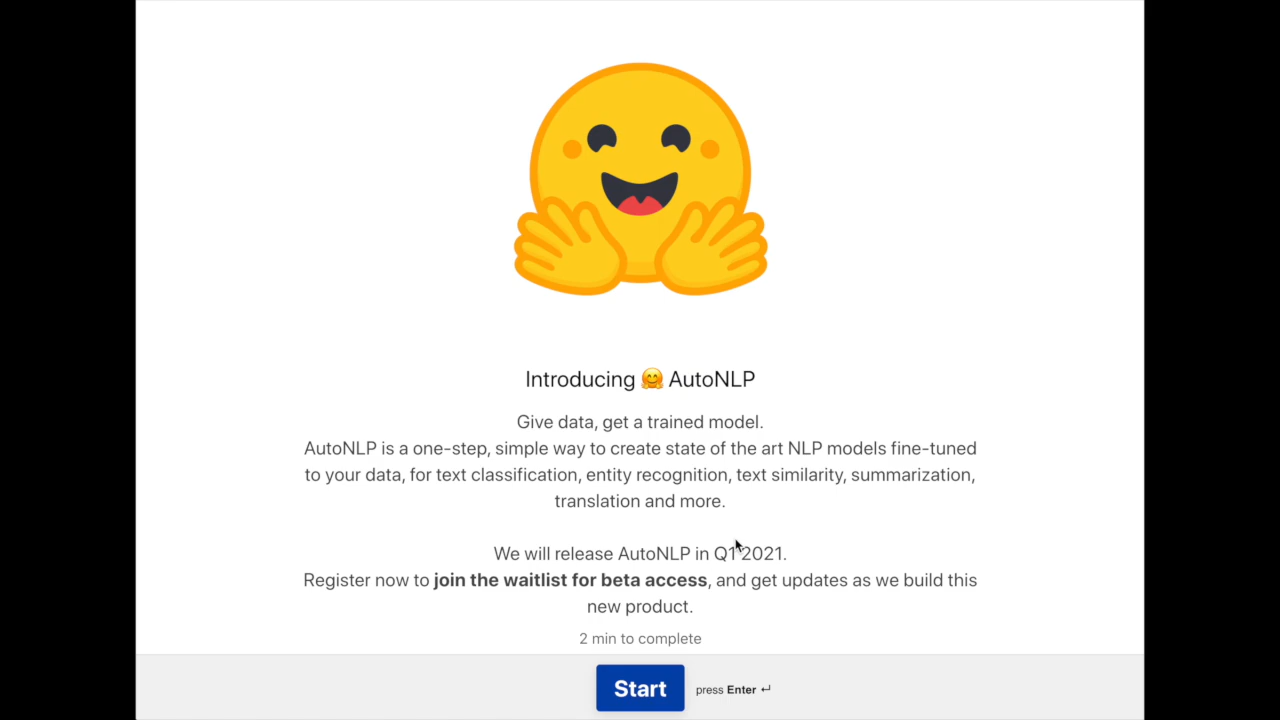 Introducing 🤗 AutoNLP
Give data, get a trained model.
AutoNLP is a one-step, simple way to create state of the art NLP models fine-tuned
to your data, for text classification, entity recognition, text similarity, summarization,
translation and more.
We will release AutoNLP in Q1 2021.
Register now to join the waitlist for beta access, and get updates as we build this
new product.
2 min to complete
Start
press Enter ↵